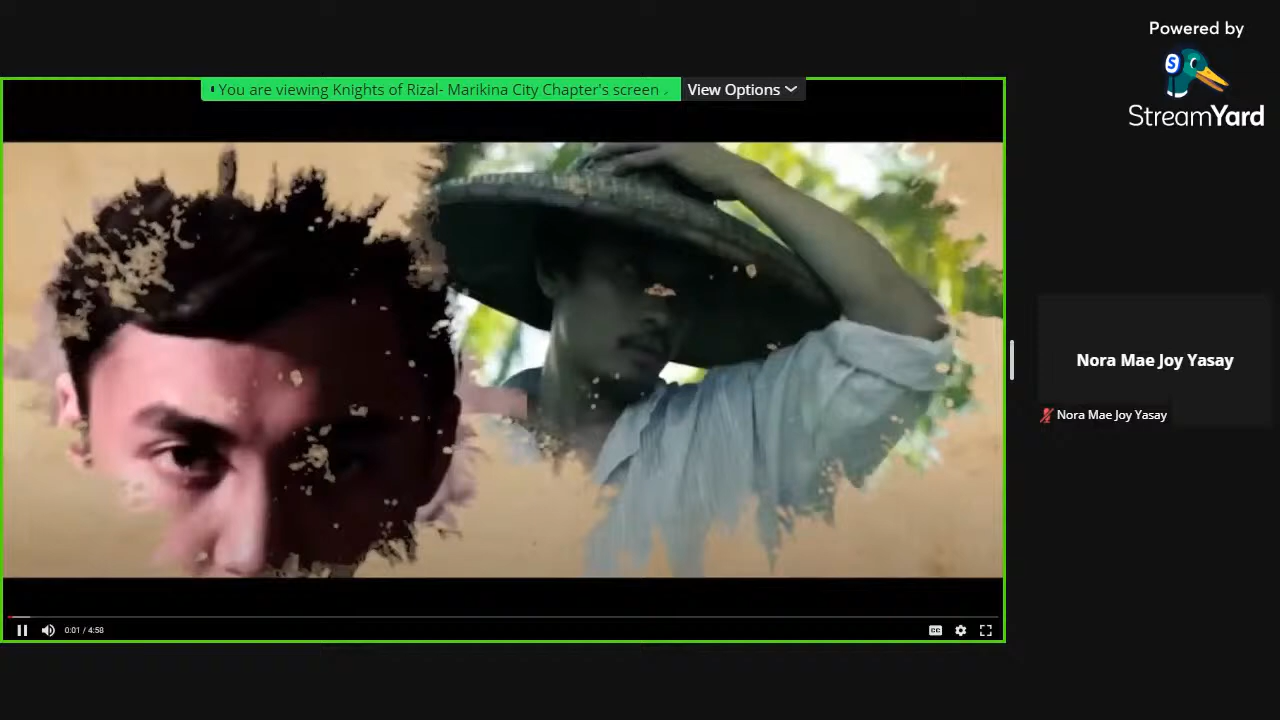 Powered by
S
StreamYard
You are viewing Knights of Rizal- Marikina City Chapter's screen
View Options
Nora Mae Joy Yasay
Nora Mae Joy Yasay
0:01 / 4:58
CC